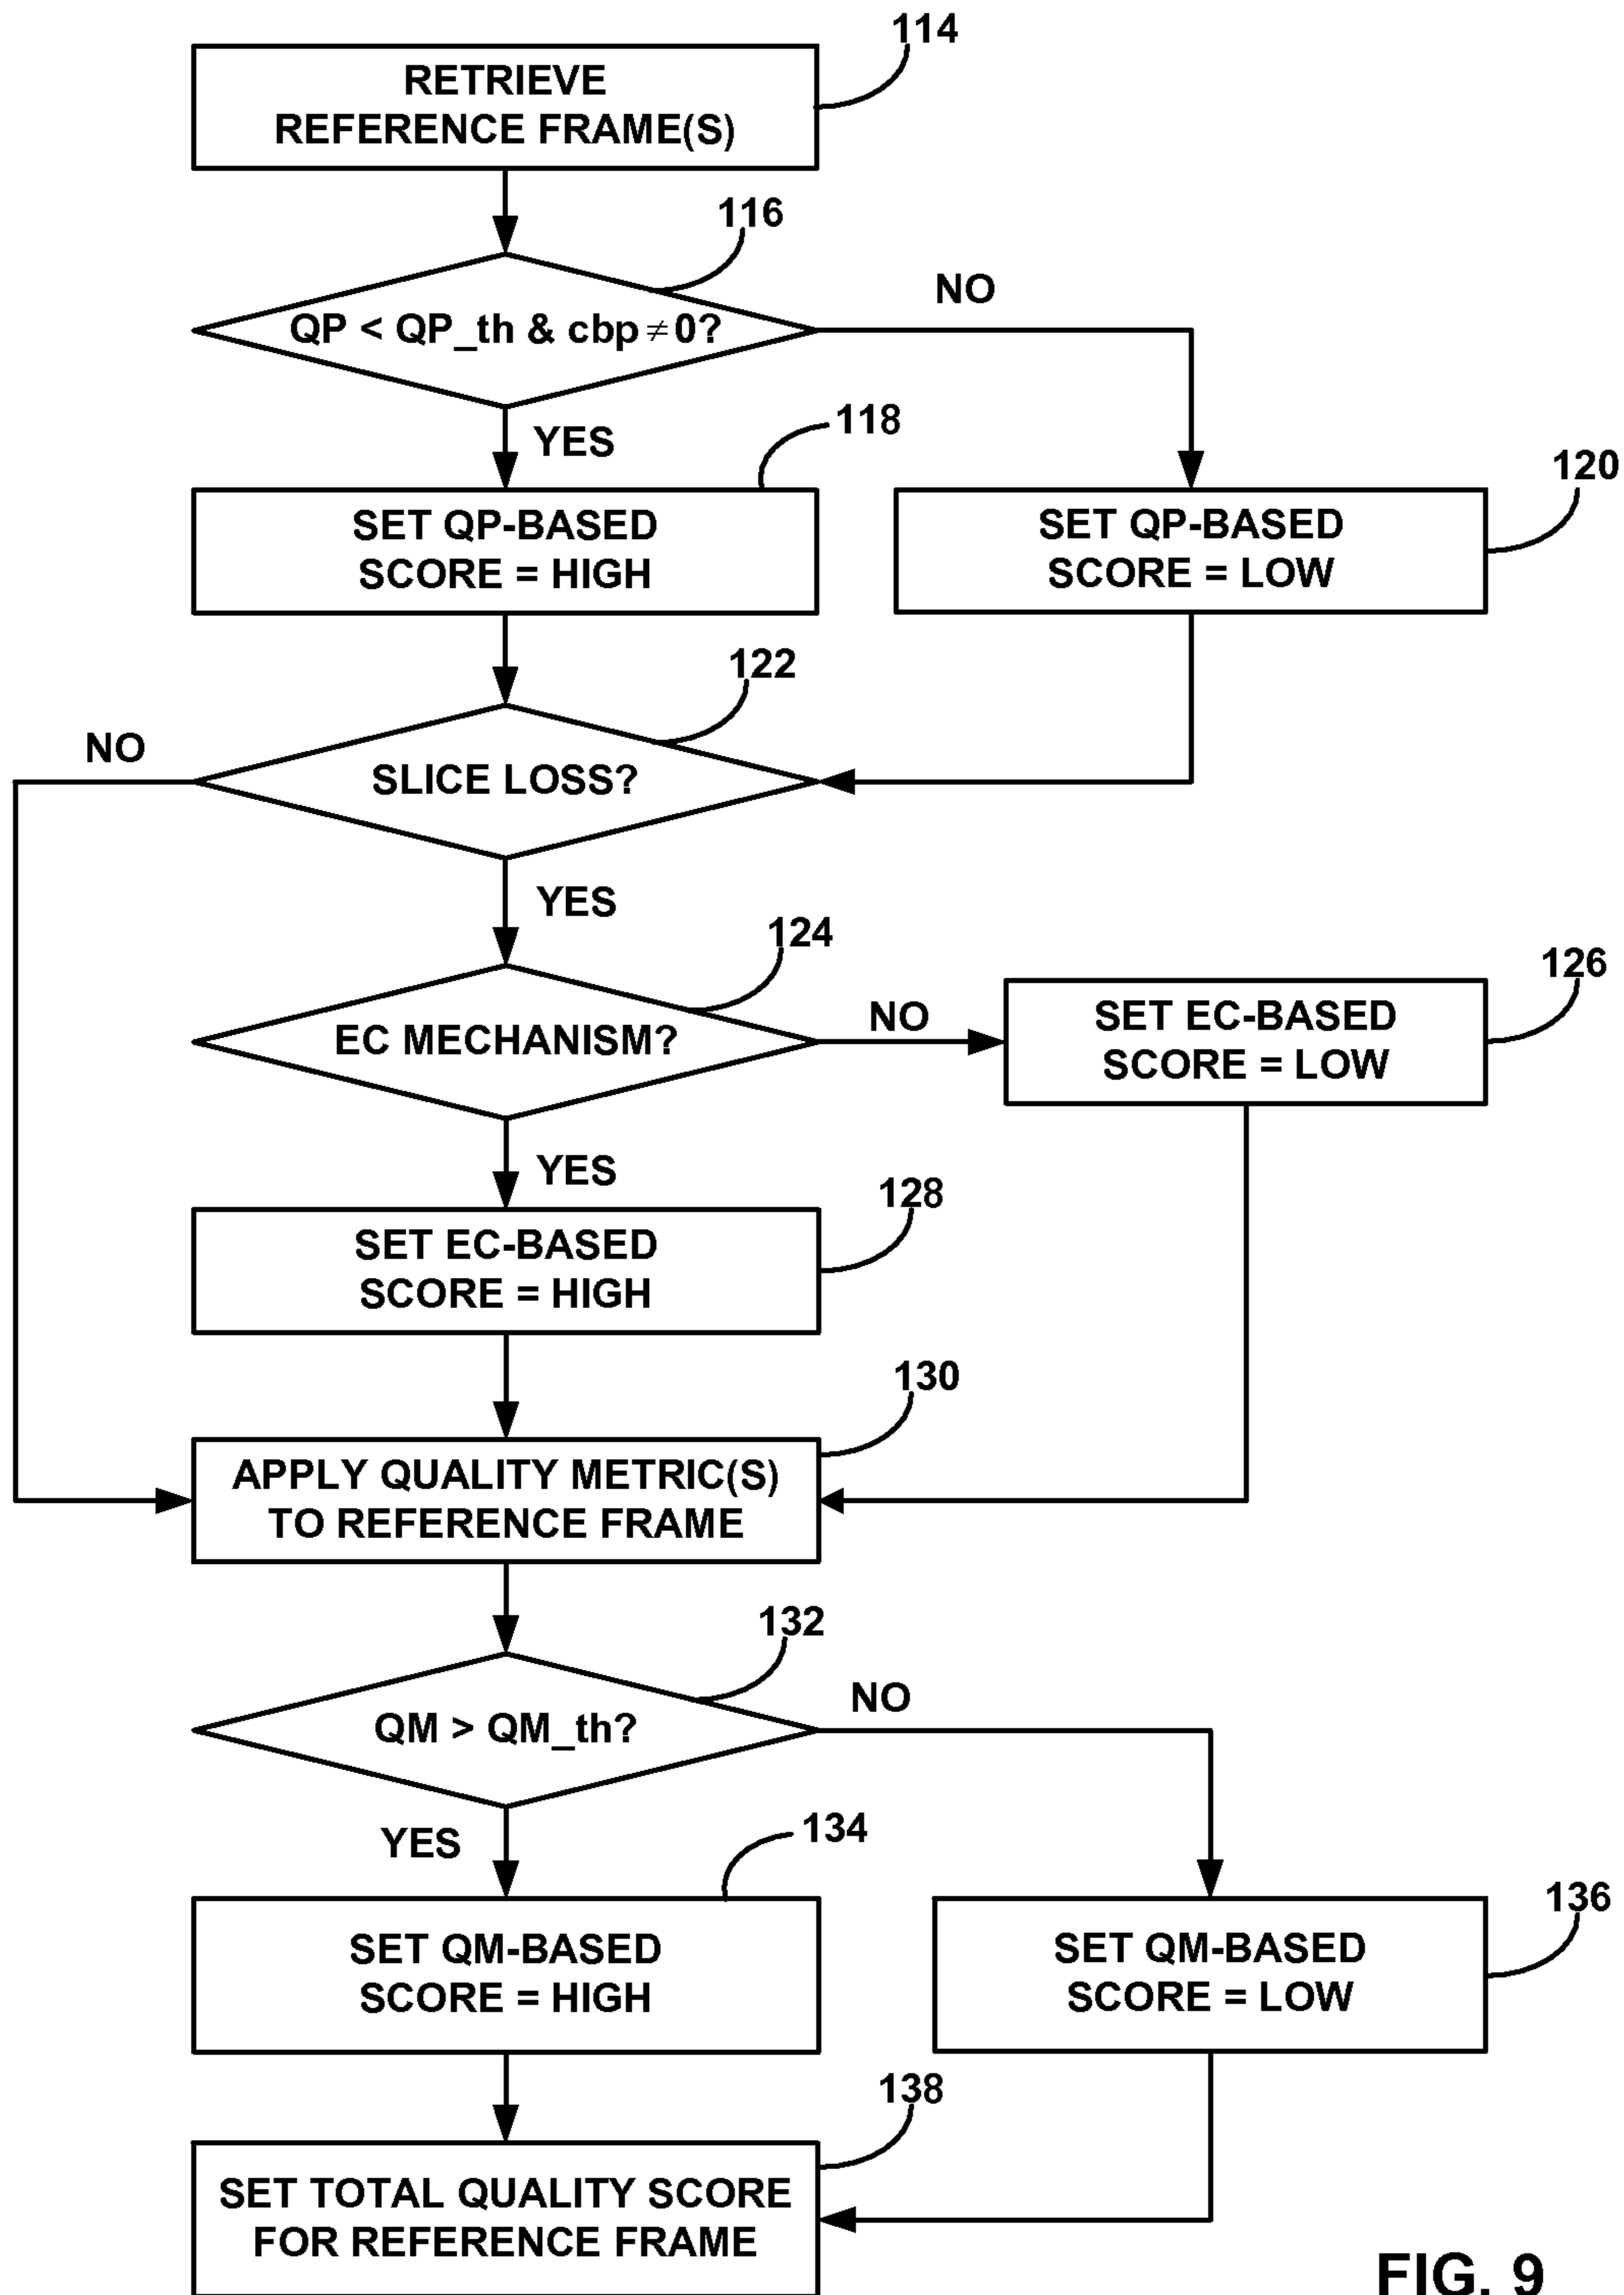 114
RETRIEVE
REFERENCE FRAME(S)
116
NO
QP < QP_th & cbp ≠ 0?
YES
118
120
SET QP-BASED
SCORE = HIGH
SET QP-BASED
SCORE = LOW
122
NO
SLICE LOSS?
YES
124
126
EC MECHANISM?
NO
SET EC-BASED
SCORE = LOW
YES
128
SET EC-BASED
SCORE = HIGH
130
APPLY QUALITY METRIC(S)
TO REFERENCE FRAME
132
NO
QM > QM_th?
YES
134
136
SET QM-BASED
SCORE = HIGH
SET QM-BASED
SCORE = LOW
138
SET TOTAL QUALITY SCORE
FOR REFERENCE FRAME
FIG. 9